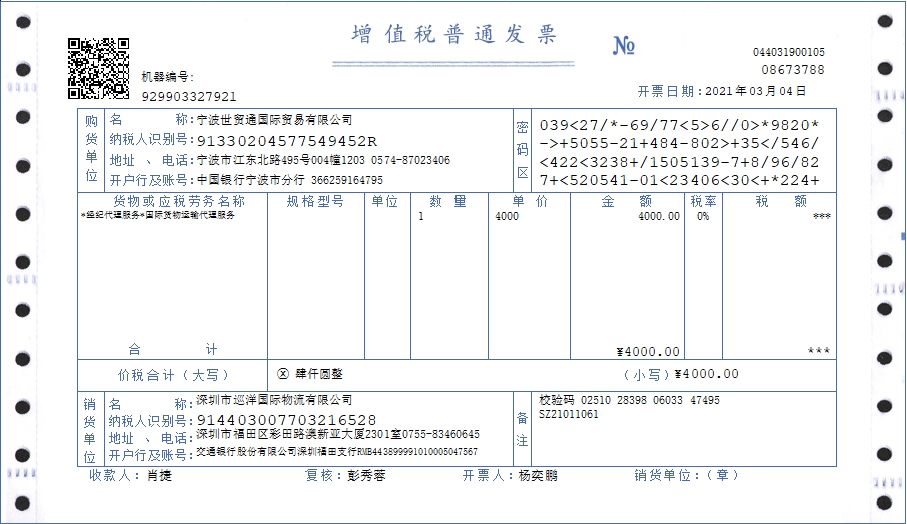 增值税普通发票
№
044031900105
08673788
机器编号:
929903327921
开票日期:2021年03月04日
购货单位
名 称:宁波世贸通国际贸易有限公司
纳税人识别号:91330204577549452R
地址、电话:宁波市江东北路495号004幢1203 0574-87023406
开户行及账号:中国银行宁波市分行 366259164795
密码区
039<27/*-69/77<5>6//0>*9820*
->+5055-21+484-802>+35</546/
<422<3238+/1505139-7+8/96/82
7+<520541-01<23406<30<+*224+
货物或应税劳务名称 规格型号 单位 数量 单价 金额 税率 税额
*经纪代理服务*国际货物运输代理服务 1 4000 4000.00 0% ***
合计 ¥4000.00 ***
价税合计（大写） ⓧ 肆仟圆整 （小写）¥4000.00
销货单位
名 称:深圳市巡洋国际物流有限公司
纳税人识别号:914403007703216528
地址、电话:深圳市福田区彩田路澳新亚大厦2301室0755-83460645
开户行及账号:交通银行股份有限公司深圳福田支行RMB443899991010005047567
备注
校验码 02510 28398 06033 47495
SZ21011061
收款人:肖捷 复核:彭秀蓉 开票人:杨奕鹏 销货单位:（章）